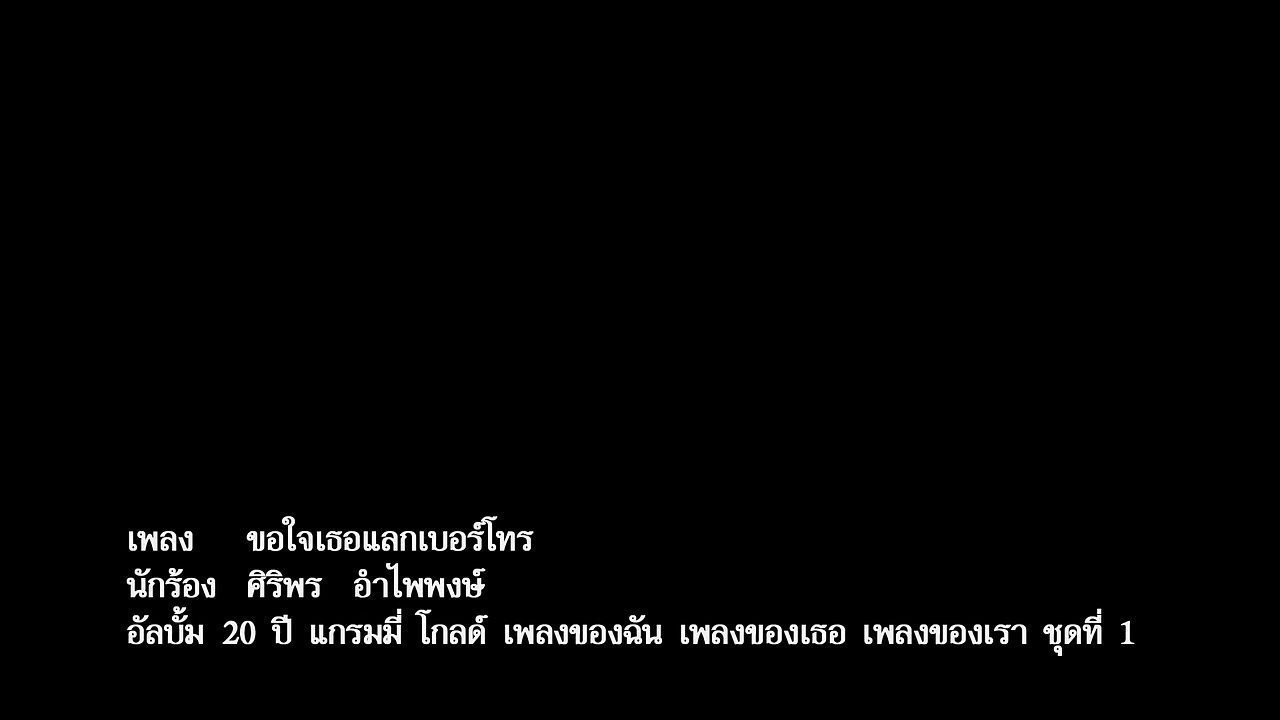 เพลง ขอใจเธอแลกเบอร์โทร
นักร้อง ศิริพร อำไพพงษ์
อัลบั้ม 20 ปี แกรมมี่ โกลด์ เพลงของฉัน เพลงของเธอ เพลงของเรา ชุดที่ 1